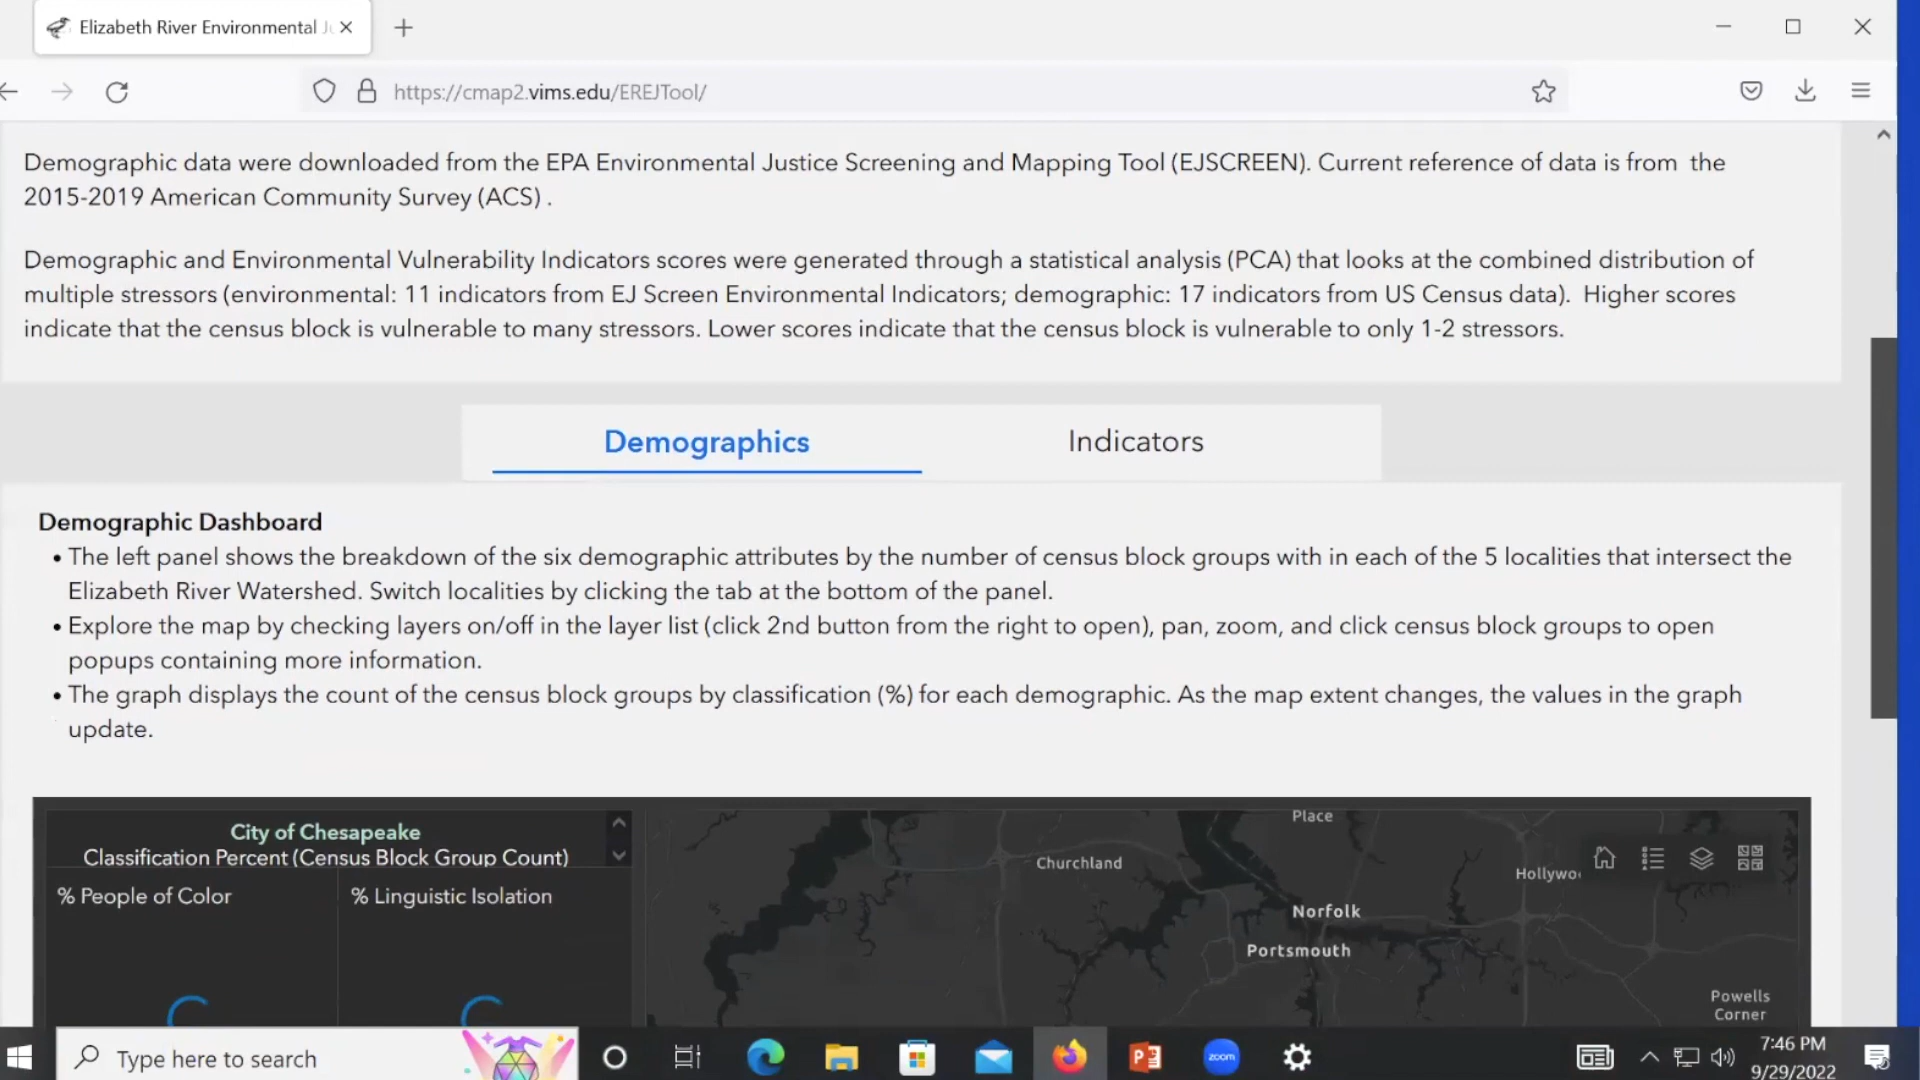 Elizabeth River Environmental
https://cmap2.vims.edu/EREJTool/
Demographic data were downloaded from the EPA Environmental Justice Screening and Mapping Tool (EJSCREEN). Current reference of data is from the
2015-2019 American Community Survey (ACS) .
Demographic and Environmental Vulnerability Indicators scores were generated through a statistical analysis (PCA) that looks at the combined distribution of
multiple stressors (environmental: 11 indicators from EJ Screen Environmental Indicators; demographic: 17 indicators from US Census data). Higher scores
indicate that the census block is vulnerable to many stressors. Lower scores indicate that the census block is vulnerable to only 1-2 stressors.
Demographics Indicators
Demographic Dashboard
• The left panel shows the breakdown of the six demographic attributes by the number of census block groups with in each of the 5 localities that intersect the
Elizabeth River Watershed. Switch localities by clicking the tab at the bottom of the panel.
• Explore the map by checking layers on/off in the layer list (click 2nd button from the right to open), pan, zoom, and click census block groups to open
popups containing more information.
• The graph displays the count of the census block groups by classification (%) for each demographic. As the map extent changes, the values in the graph
update.
City of Chesapeake
Classification Percent (Census Block Group Count)
% People of Color % Linguistic Isolation
Place
Churchland
Hollywo
Norfolk
Portsmouth
Powells
Corner
Type here to search
zoom
7:46 PM
9/29/2022